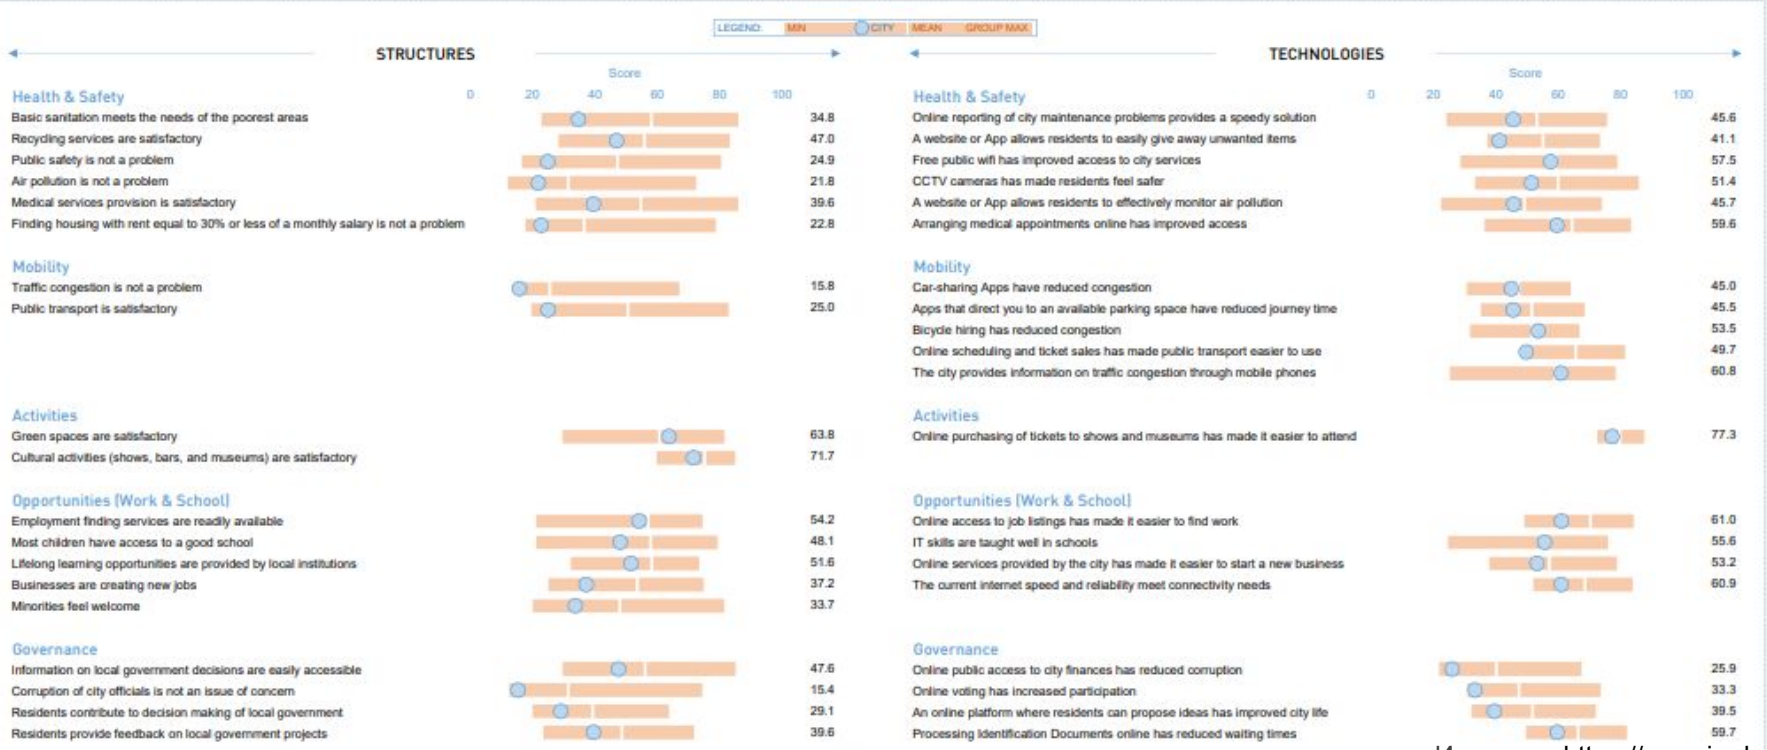 LEGEND: MIN CITY MEAN GROUP MAX
STRUCTURES
Score
Health & Safety 0 20 40 60 80 100
Basic sanitation meets the needs of the poorest areas 34.8
Recycling services are satisfactory 47.0
Public safety is not a problem 24.9
Air pollution is not a problem 21.8
Medical services provision is satisfactory 39.6
Finding housing with rent equal to 30% or less of a monthly salary is not a problem 22.8
Mobility
Traffic congestion is not a problem 15.8
Public transport is satisfactory 25.0
Activities
Green spaces are satisfactory 63.8
Cultural activities (shows, bars, and museums) are satisfactory 71.7
Opportunities (Work & School)
Employment finding services are readily available 54.2
Most children have access to a good school 48.1
Lifelong learning opportunities are provided by local institutions 51.6
Businesses are creating new jobs 37.2
Minorities feel welcome 33.7
Governance
Information on local government decisions are easily accessible 47.6
Corruption of city officials is not an issue of concern 15.4
Residents contribute to decision making of local government 29.1
Residents provide feedback on local government projects 39.6
TECHNOLOGIES
Score
Health & Safety 0 20 40 60 80 100
Online reporting of city maintenance problems provides a speedy solution 45.6
A website or App allows residents to easily give away unwanted items 41.1
Free public wifi has improved access to city services 57.5
CCTV cameras has made residents feel safer 51.4
A website or App allows residents to effectively monitor air pollution 45.7
Arranging medical appointments online has improved access 59.6
Mobility
Car-sharing Apps have reduced congestion 45.0
Apps that direct you to an available parking space have reduced journey time 45.5
Bicycle hiring has reduced congestion 53.5
Online scheduling and ticket sales has made public transport easier to use 49.7
The city provides information on traffic congestion through mobile phones 60.8
Activities
Online purchasing of tickets to shows and museums has made it easier to attend 77.3
Opportunities (Work & School)
Online access to job listings has made it easier to find work 61.0
IT skills are taught well in schools 55.6
Online services provided by the city has made it easier to start a new business 53.2
The current internet speed and reliability meet connectivity needs 60.9
Governance
Online public access to city finances has reduced corruption 25.9
Online voting has increased participation 33.3
An online platform where residents can propose ideas has improved city life 39.5
Processing Identification Documents online has reduced waiting times 59.7